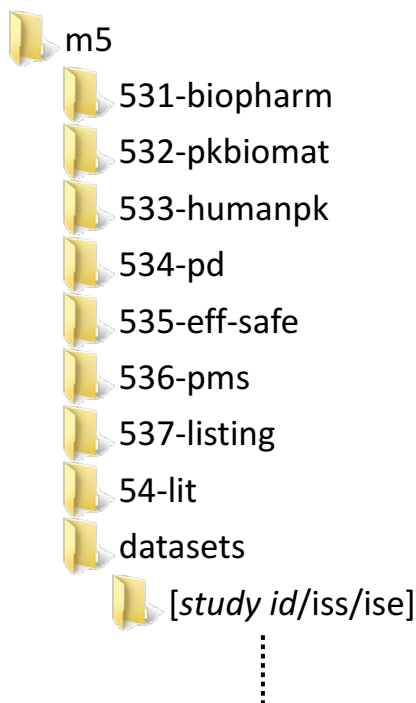 m5
531-biopharm
532-pkbiomat
533-humanpk
534-pd
535-eff-safe
536-pms
537-listing
54-lit
datasets
[study id/iss/ise]